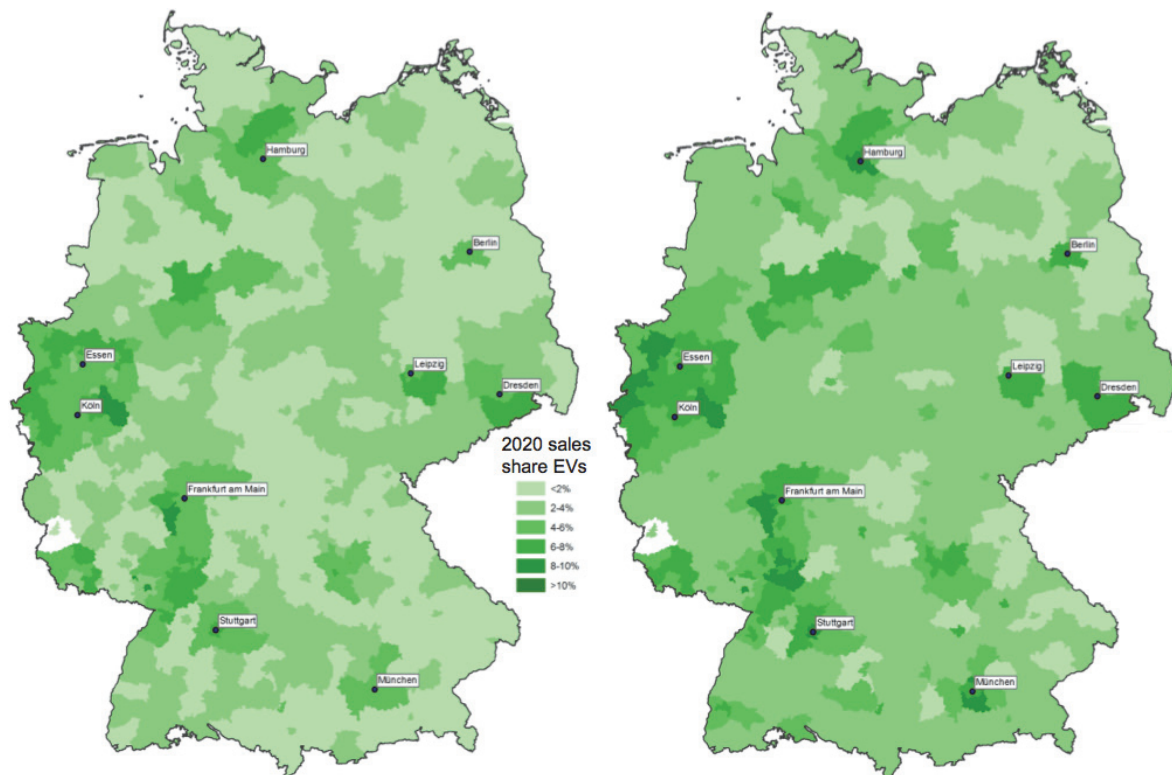 Hamburg
Berlin
Essen
Leipzig
Dresden
Köln
Frankfurt am Main
Stuttgart
München
2020 sales
share EVs
<2%
2-4%
4-6%
6-8%
8-10%
>10%
Hamburg
Berlin
Essen
Leipzig
Dresden
Köln
Frankfurt am Main
Stuttgart
München